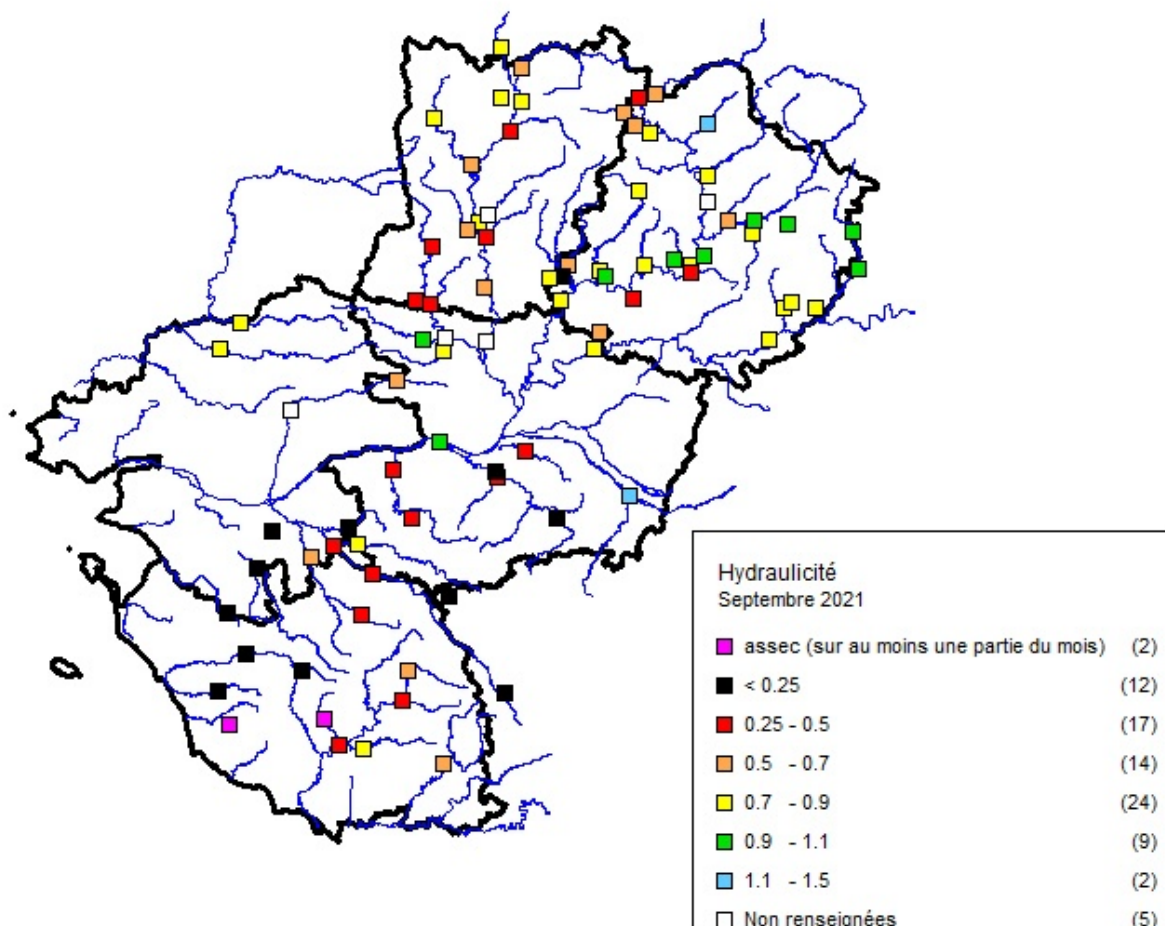 Hydraulicité
Septembre 2021
assec (sur au moins une partie du mois) (2)
< 0.25 (12)
0.25 - 0.5 (17)
0.5 - 0.7 (14)
0.7 - 0.9 (24)
0.9 - 1.1 (9)
1.1 - 1.5 (2)
Non renseignées (5)